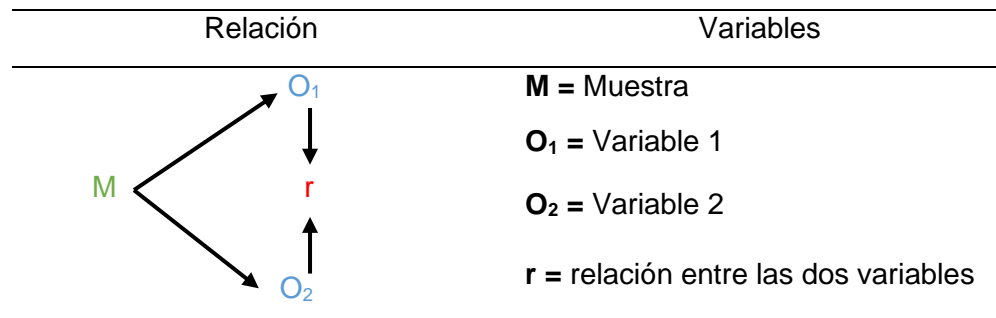 Relación Variables
O₁ M = Muestra
O₁ = Variable 1
M r
O₂ = Variable 2
O₂ r = relación entre las dos variables